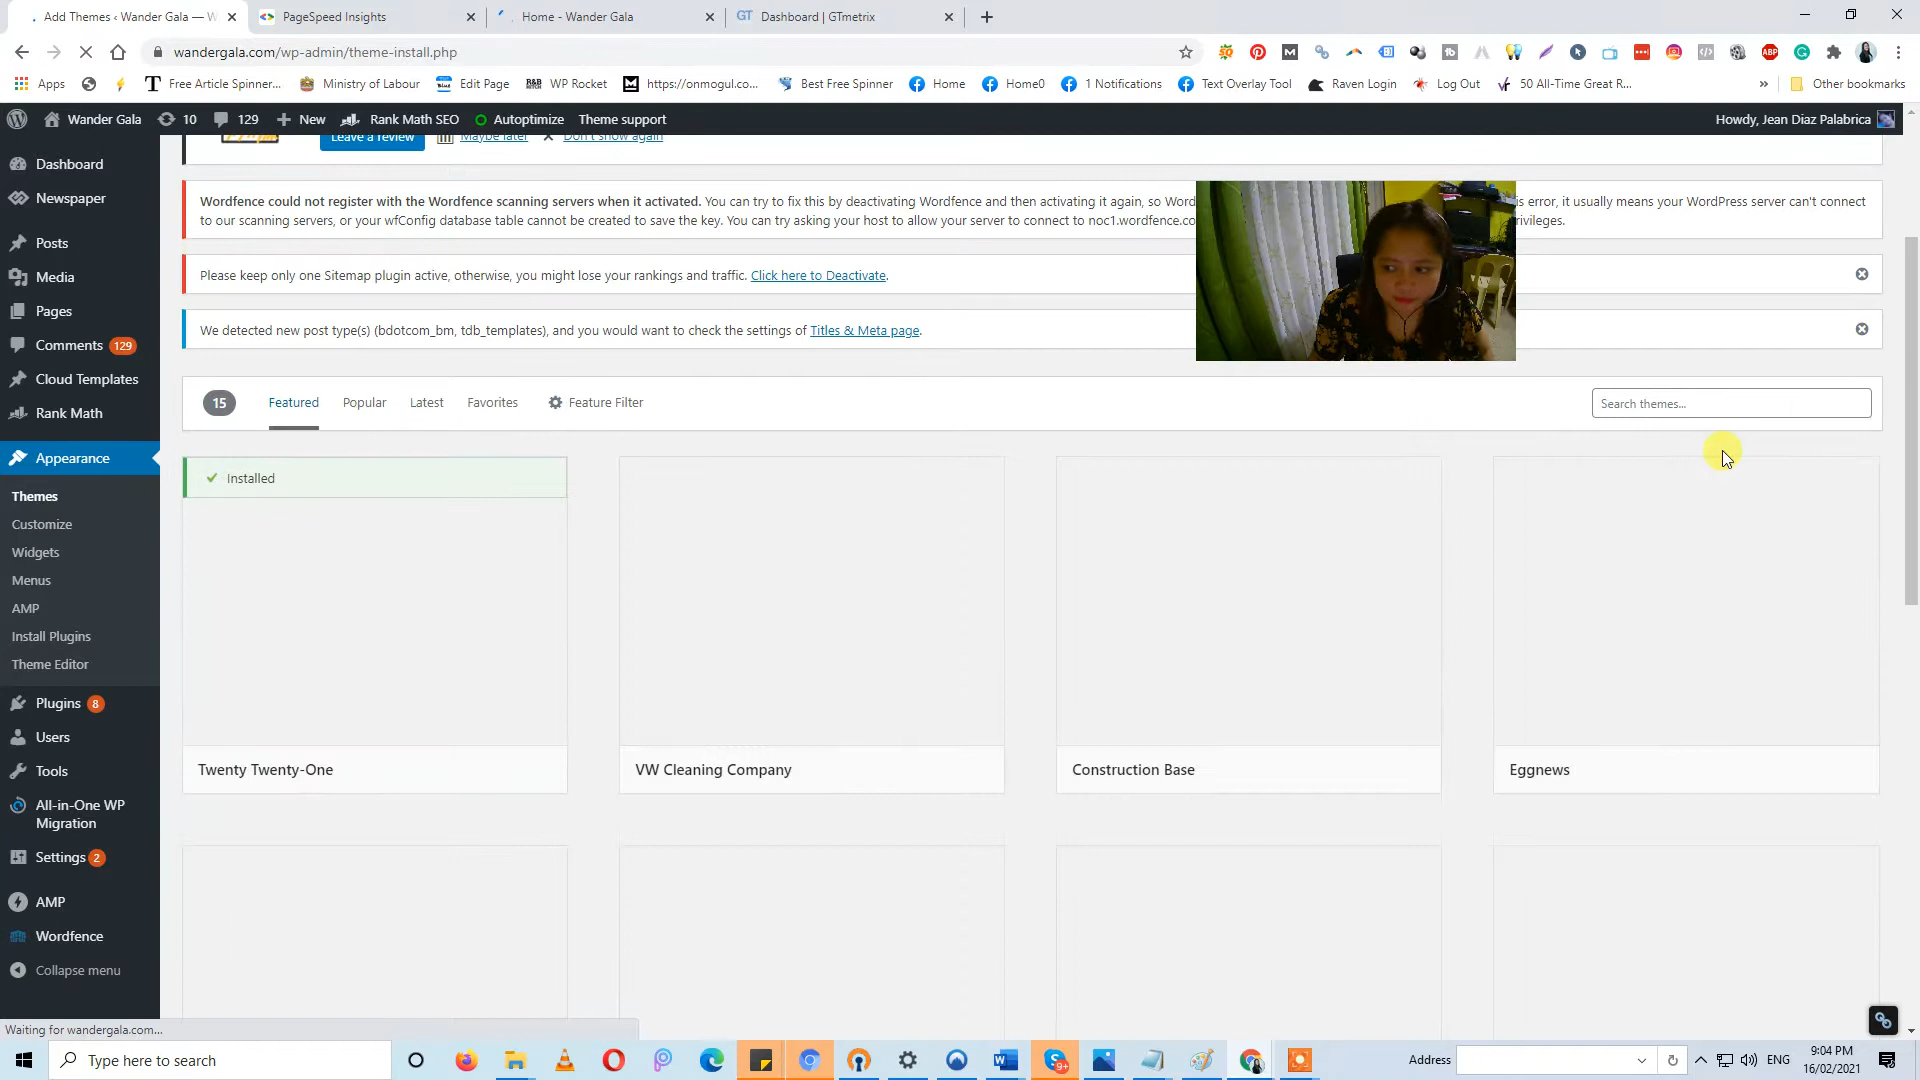 Add Themes ‹ Wander Gala — W
PageSpeed Insights
Home - Wander Gala
GT Dashboard | GTmetrix
wandergala.com/wp-admin/theme-install.php
Apps
Free Article Spinner...
Ministry of Labour
Edit Page
WP Rocket
https://onmogul.co...
Best Free Spinner
Home
Home0
1 Notifications
Text Overlay Tool
Raven Login
Log Out
50 All-Time Great R...
»
Other bookmarks
Wander Gala
10
129
New
Rank Math SEO
Autoptimize
Theme support
Howdy, Jean Diaz Palabrica
Leave a review
Maybe later
Don't show again
Dashboard
Newspaper
Posts
Media
Pages
Comments 129
Cloud Templates
Rank Math
Appearance
Themes
Customize
Widgets
Menus
AMP
Install Plugins
Theme Editor
Plugins 8
Users
Tools
All-in-One WP
Migration
Settings 2
AMP
Wordfence
Collapse menu
Wordfence could not register with the Wordfence scanning servers when it activated. You can try to fix this by deactivating Wordfence and then activating it again, so Word
is error, it usually means your WordPress server can't connect
to our scanning servers, or your wfConfig database table cannot be created to save the key. You can try asking your host to allow your server to connect to noc1.wordfence.co
ivileges.
Please keep only one Sitemap plugin active, otherwise, you might lose your rankings and traffic. Click here to Deactivate.
We detected new post type(s) (bdotcom_bm, tdb_templates), and you would want to check the settings of Titles & Meta page.
15
Featured
Popular
Latest
Favorites
Feature Filter
Search themes...
Installed
Twenty Twenty-One
VW Cleaning Company
Construction Base
Eggnews
Waiting for wandergala.com...
Type here to search
Address
ENG
9:04 PM
16/02/2021